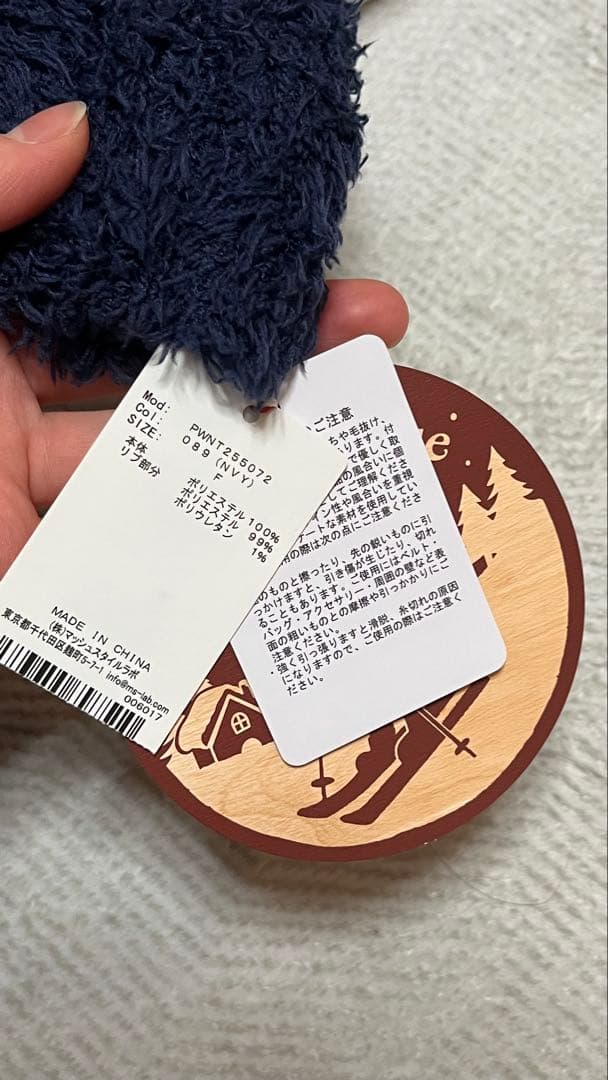 Mod: PWNT255072
Col: 089 (NVY)
SIZE: F
本体 ポリエステル 100%
リブ部分 ポリエステル 99%
ポリウレタン 1%
MADE IN CHINA
(株)マッシュスタイルラボ
東京都千代田区麹町5-7-1 info@ms-lab.com
006017
ご注意
ちや毛抜け、
ります。付
で優しく取
面の風合いに個
してご理解くださ
イン性や風合いを重視
ートな素材を使用してい
用の際は次の点にご注意くださ
のものと擦ったり、先の鋭いものに引
っかけますと、引き傷が生じたり、切れ
ることもあります。ご使用にはベルト・
バッグ・アクセサリー・周囲の壁など表
面の粗いものとの摩擦や引っかかりにご
注意ください。
・強く引っ張りますと滑脱、糸切れの原因
になりますので、ご使用の際はご注意く
ださい。